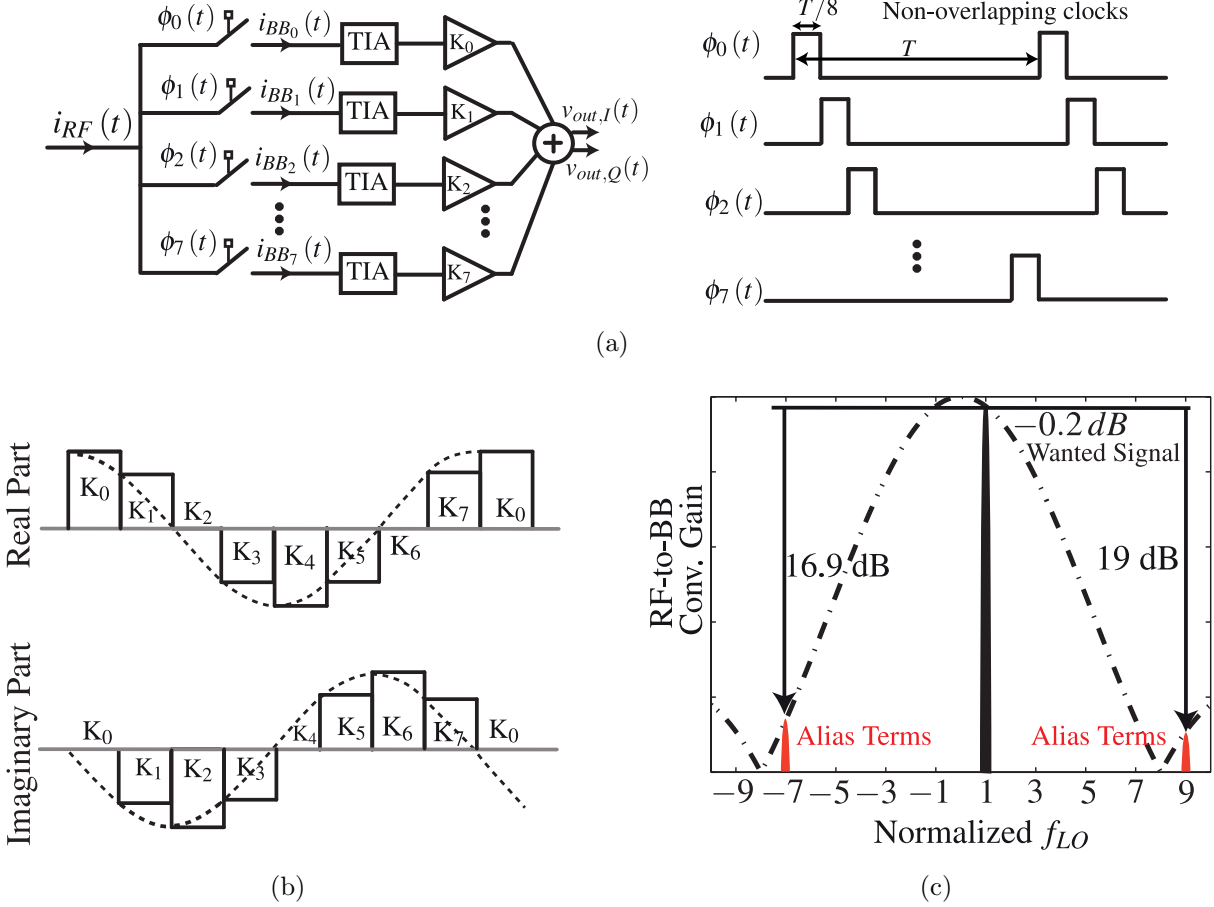 ϕ0 (t) iBB0 (t) TIA K0
ϕ1 (t) iBB1 (t) TIA K1
iRF (t)
ϕ2 (t) iBB2 (t) TIA K2
ϕ7 (t) iBB7 (t) TIA K7
vout,I(t)
vout,Q(t)
T/8 Non-overlapping clocks
ϕ0 (t) T
ϕ1 (t)
ϕ2 (t)
ϕ7 (t)
(a)
Real Part
K0 K1 K2 K3 K4 K5 K6 K7 K0
Imaginary Part
K0 K1 K2 K3 K4 K5 K6 K7 K0
(b)
RF-to-BB
Conv. Gain
−0.2 dB
Wanted Signal
16.9 dB 19 dB
Alias Terms Alias Terms
−9 −7 −5 −3 −1 1 3 5 7 9
Normalized fLO
(c)